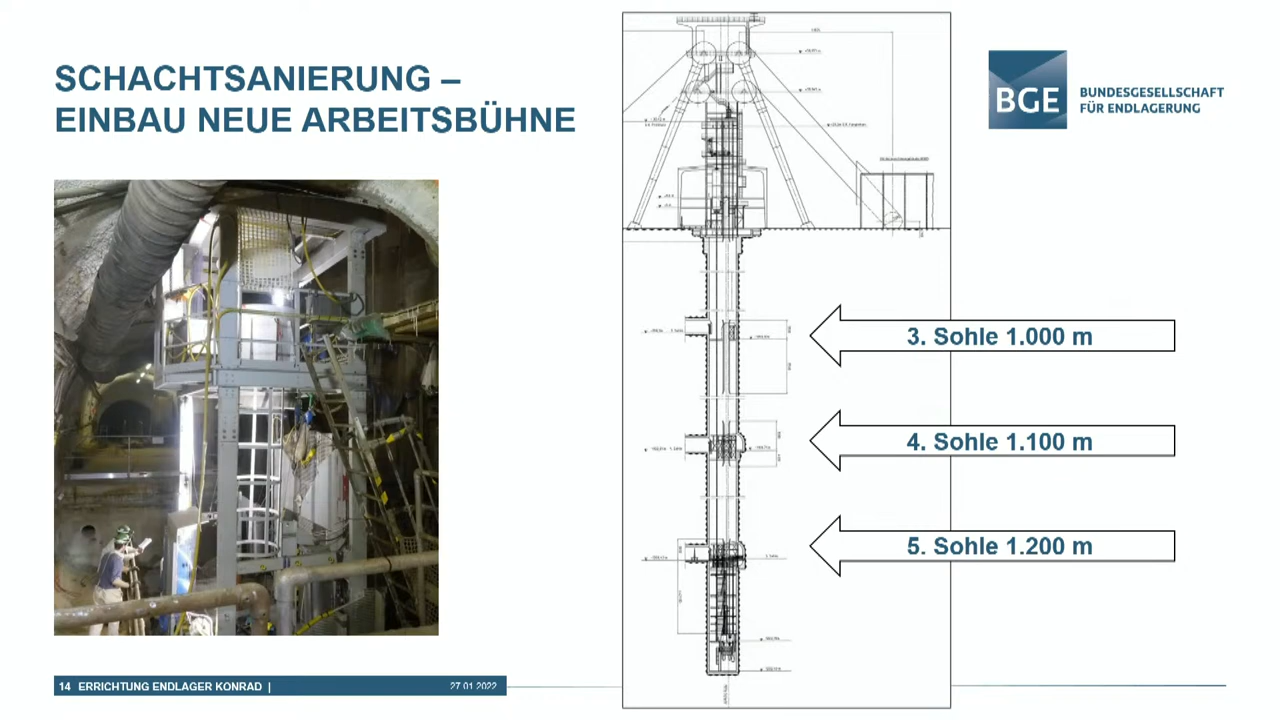 SCHACHTSANIERUNG –
EINBAU NEUE ARBEITSBÜHNE
BGE
BUNDESGESELLSCHAFT
FÜR ENDLAGERUNG
3. Sohle 1.000 m
4. Sohle 1.100 m
5. Sohle 1.200 m
14 ERRICHTUNG ENDLAGER KONRAD |
27.01.2022